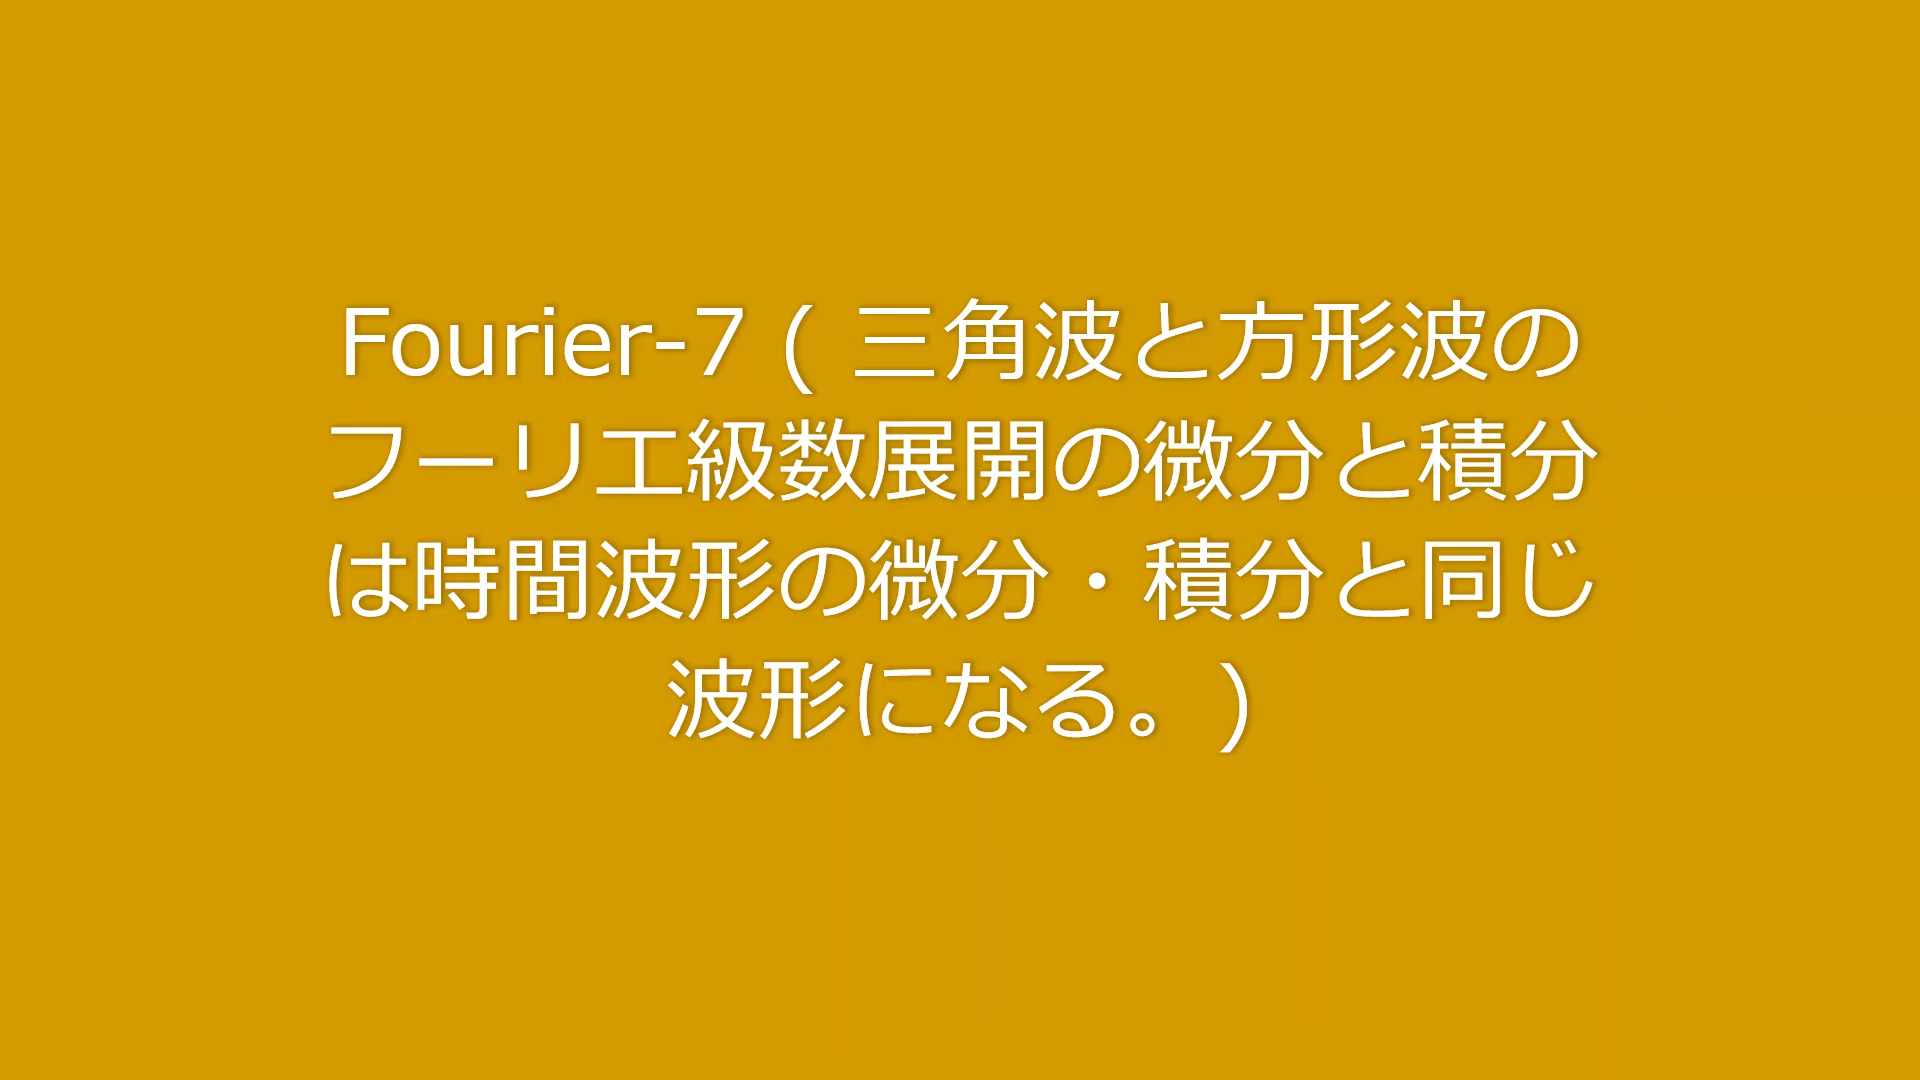 Fourier-7 ( 三角波と方形波の
フーリエ級数展開の微分と積分
は時間波形の微分・積分と同じ
波形になる。)